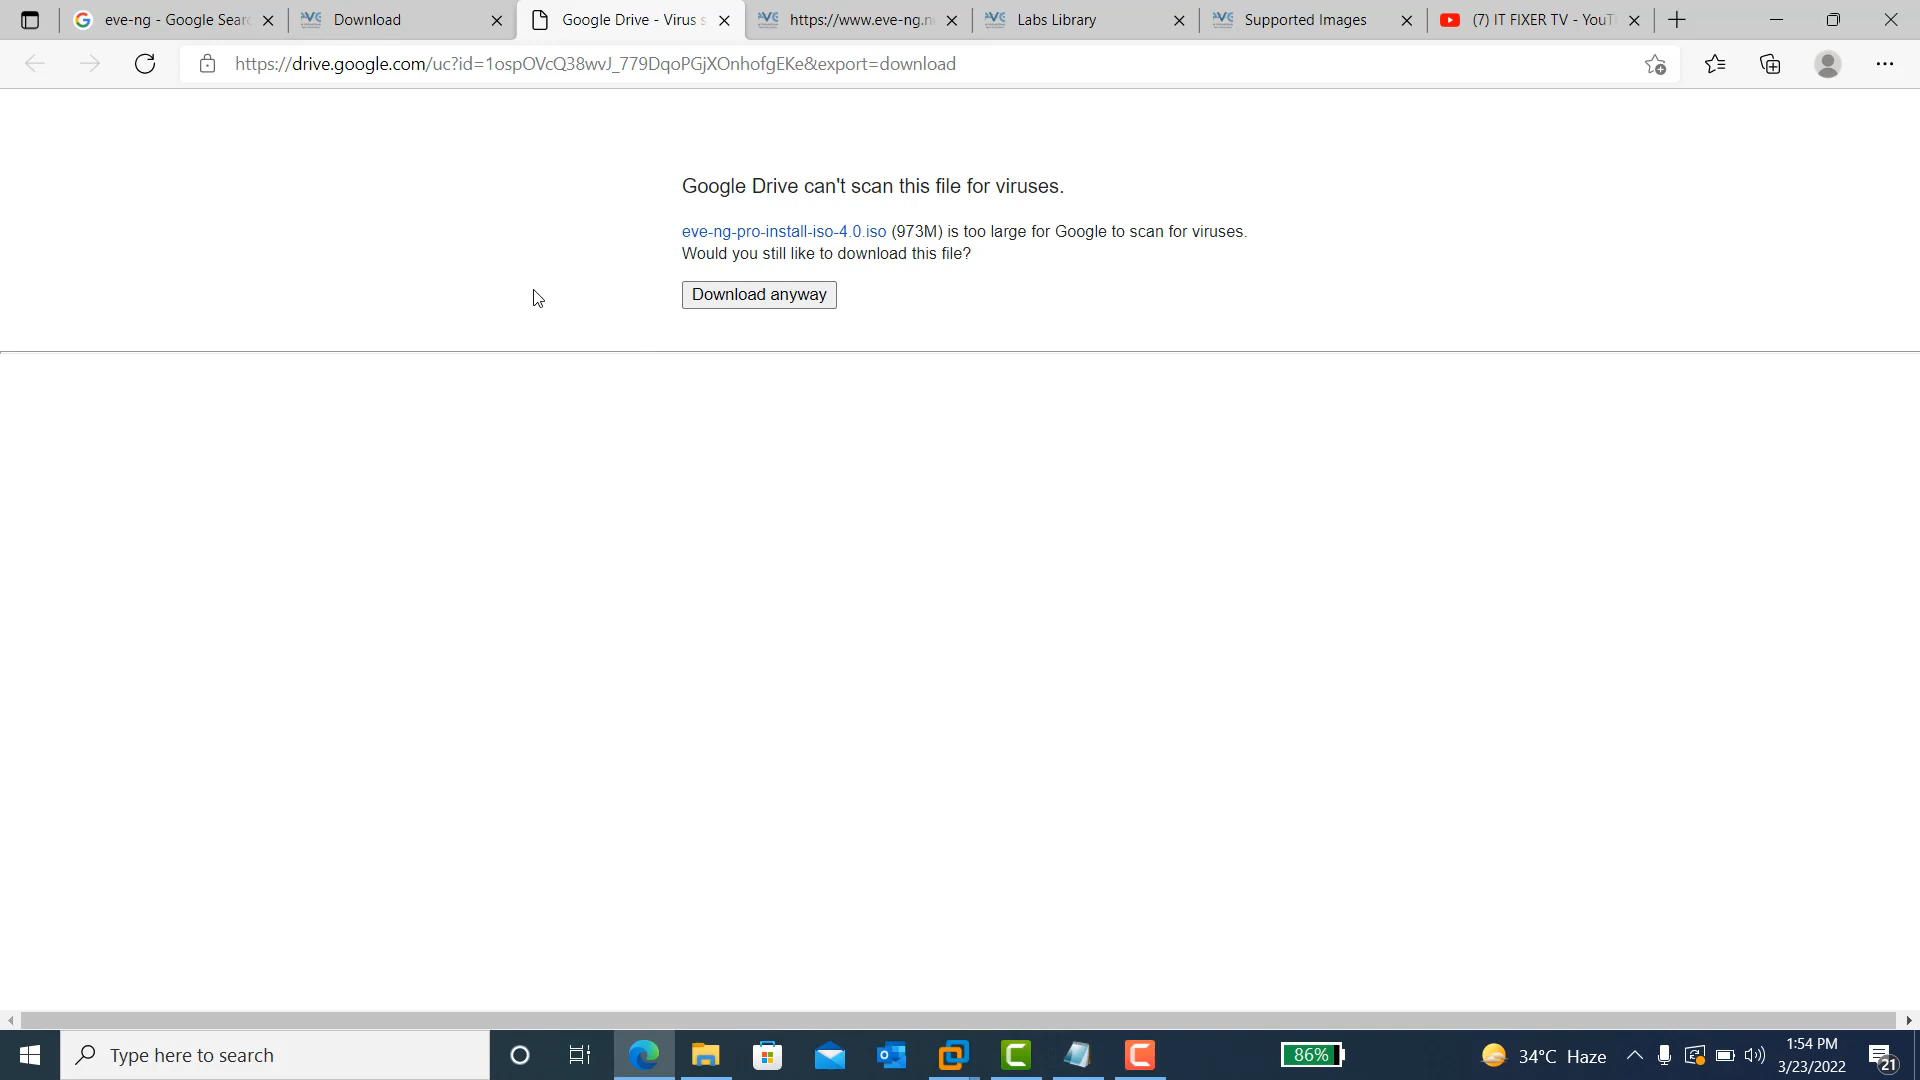 eve-ng - Google Sear
Download
Google Drive - Virus s
https://www.eve-ng.n
Labs Library
Supported Images
(7) IT FIXER TV - YouT
https://drive.google.com/uc?id=1ospOVcQ38wvJ_779DqoPGjXOnhofgEKe&export=download
Google Drive can't scan this file for viruses.
eve-ng-pro-install-iso-4.0.iso (973M) is too large for Google to scan for viruses.
Would you still like to download this file?
Download anyway
Type here to search
86%
34°C Haze
1:54 PM
3/23/2022
21